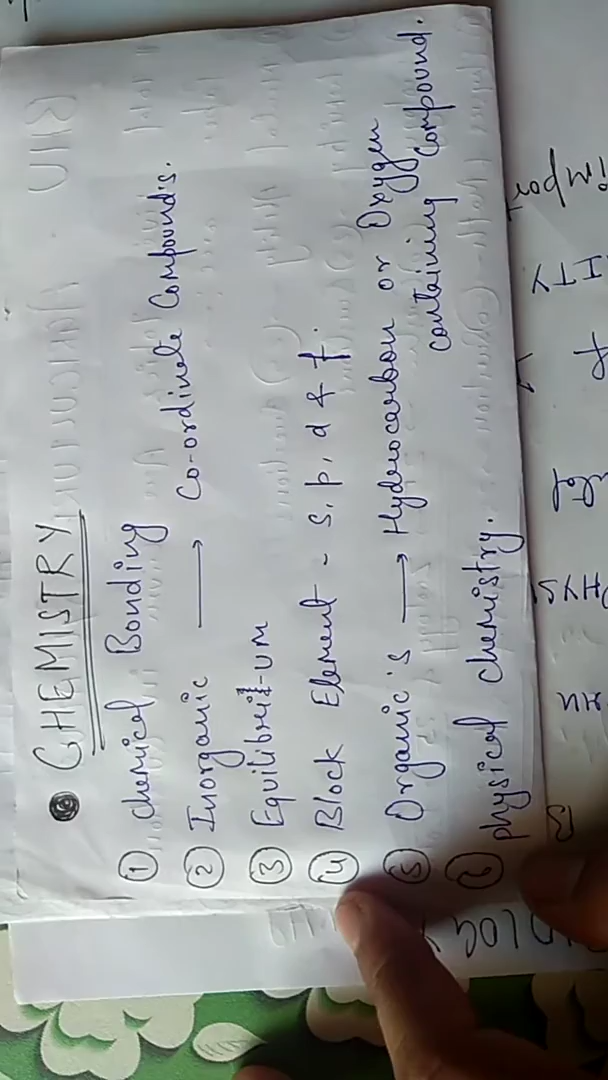 CHEMISTRY
① chemical Bonding
② Inorganic → Co-ordinate Compound's.
③ Equilibrium
④ Block Element - s, p, d & f.
⑤ Organic's → Hydrocarbon or Oxygen
containing compound.
⑥ physical chemistry.